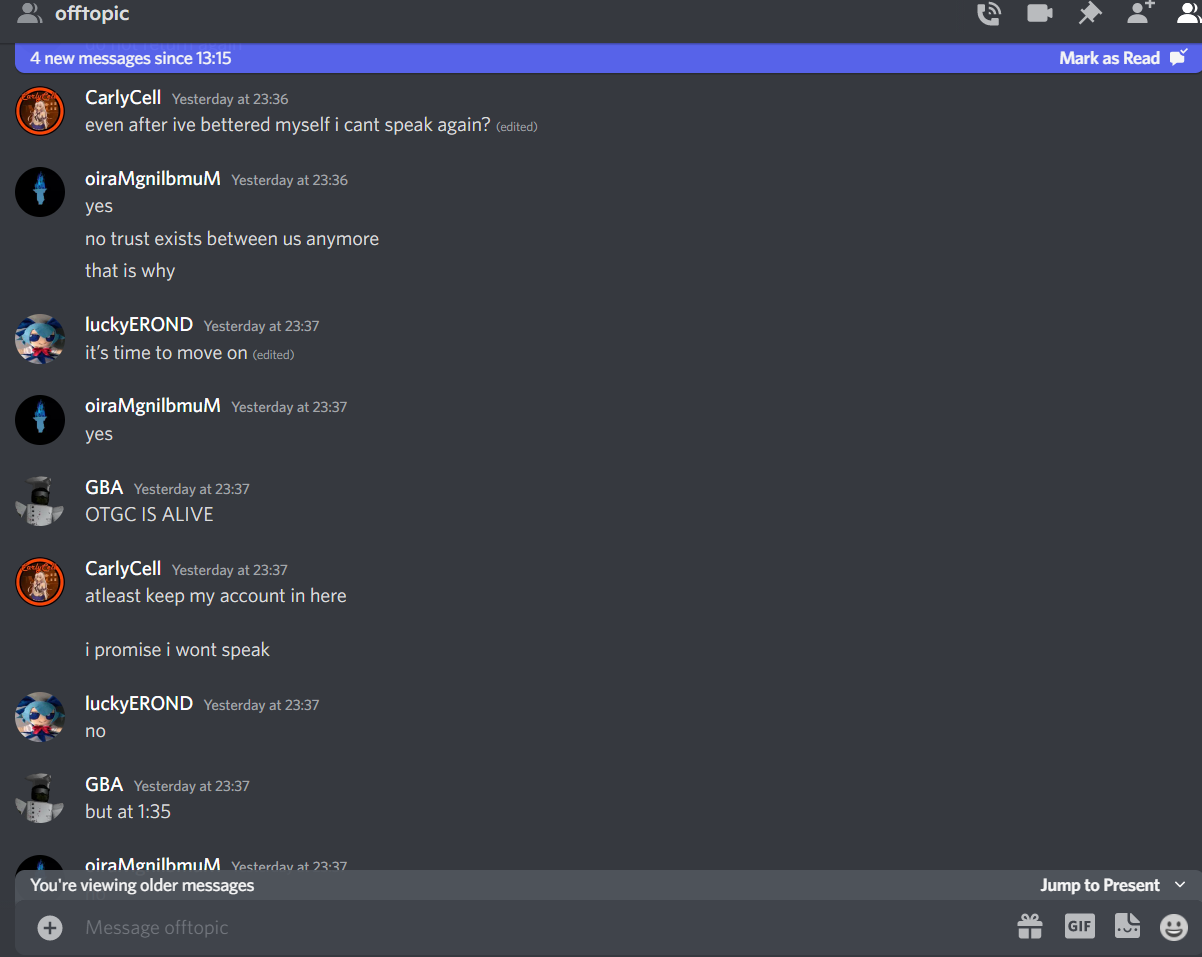 offtopic
4 new messages since 13:15 Mark as Read
CarlyCell Yesterday at 23:36
even after ive bettered myself i cant speak again? (edited)
oiraMgnilbmuM Yesterday at 23:36
yes
no trust exists between us anymore
that is why
luckyEROND Yesterday at 23:37
it’s time to move on (edited)
oiraMgnilbmuM Yesterday at 23:37
yes
GBA Yesterday at 23:37
OTGC IS ALIVE
CarlyCell Yesterday at 23:37
atleast keep my account in here
i promise i wont speak
luckyEROND Yesterday at 23:37
no
GBA Yesterday at 23:37
but at 1:35
oiraMgnilbmuM Yesterday at 23:37
You're viewing older messages Jump to Present
Message offtopic
GIF